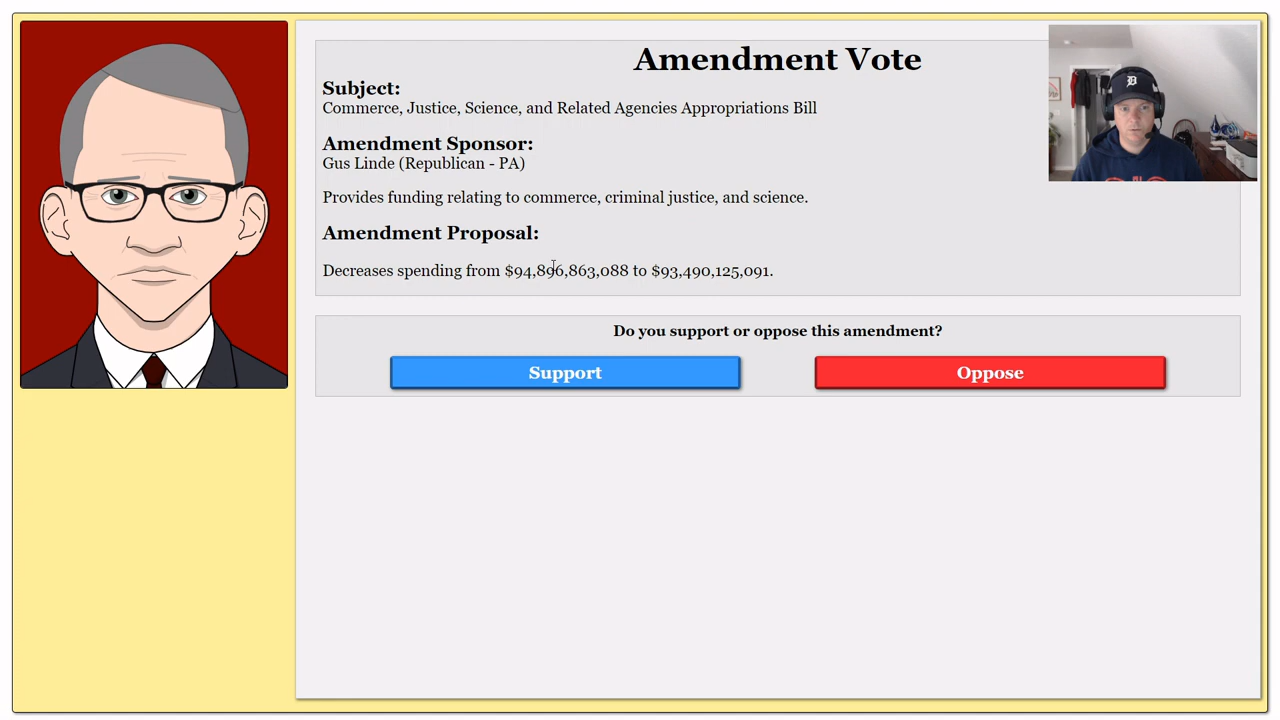 Amendment Vote
Subject:
Commerce, Justice, Science, and Related Agencies Appropriations Bill
Amendment Sponsor:
Gus Linde (Republican - PA)
Provides funding relating to commerce, criminal justice, and science.
Amendment Proposal:
Decreases spending from $94,896,863,088 to $93,490,125,091.
Do you support or oppose this amendment?
Support
Oppose
D